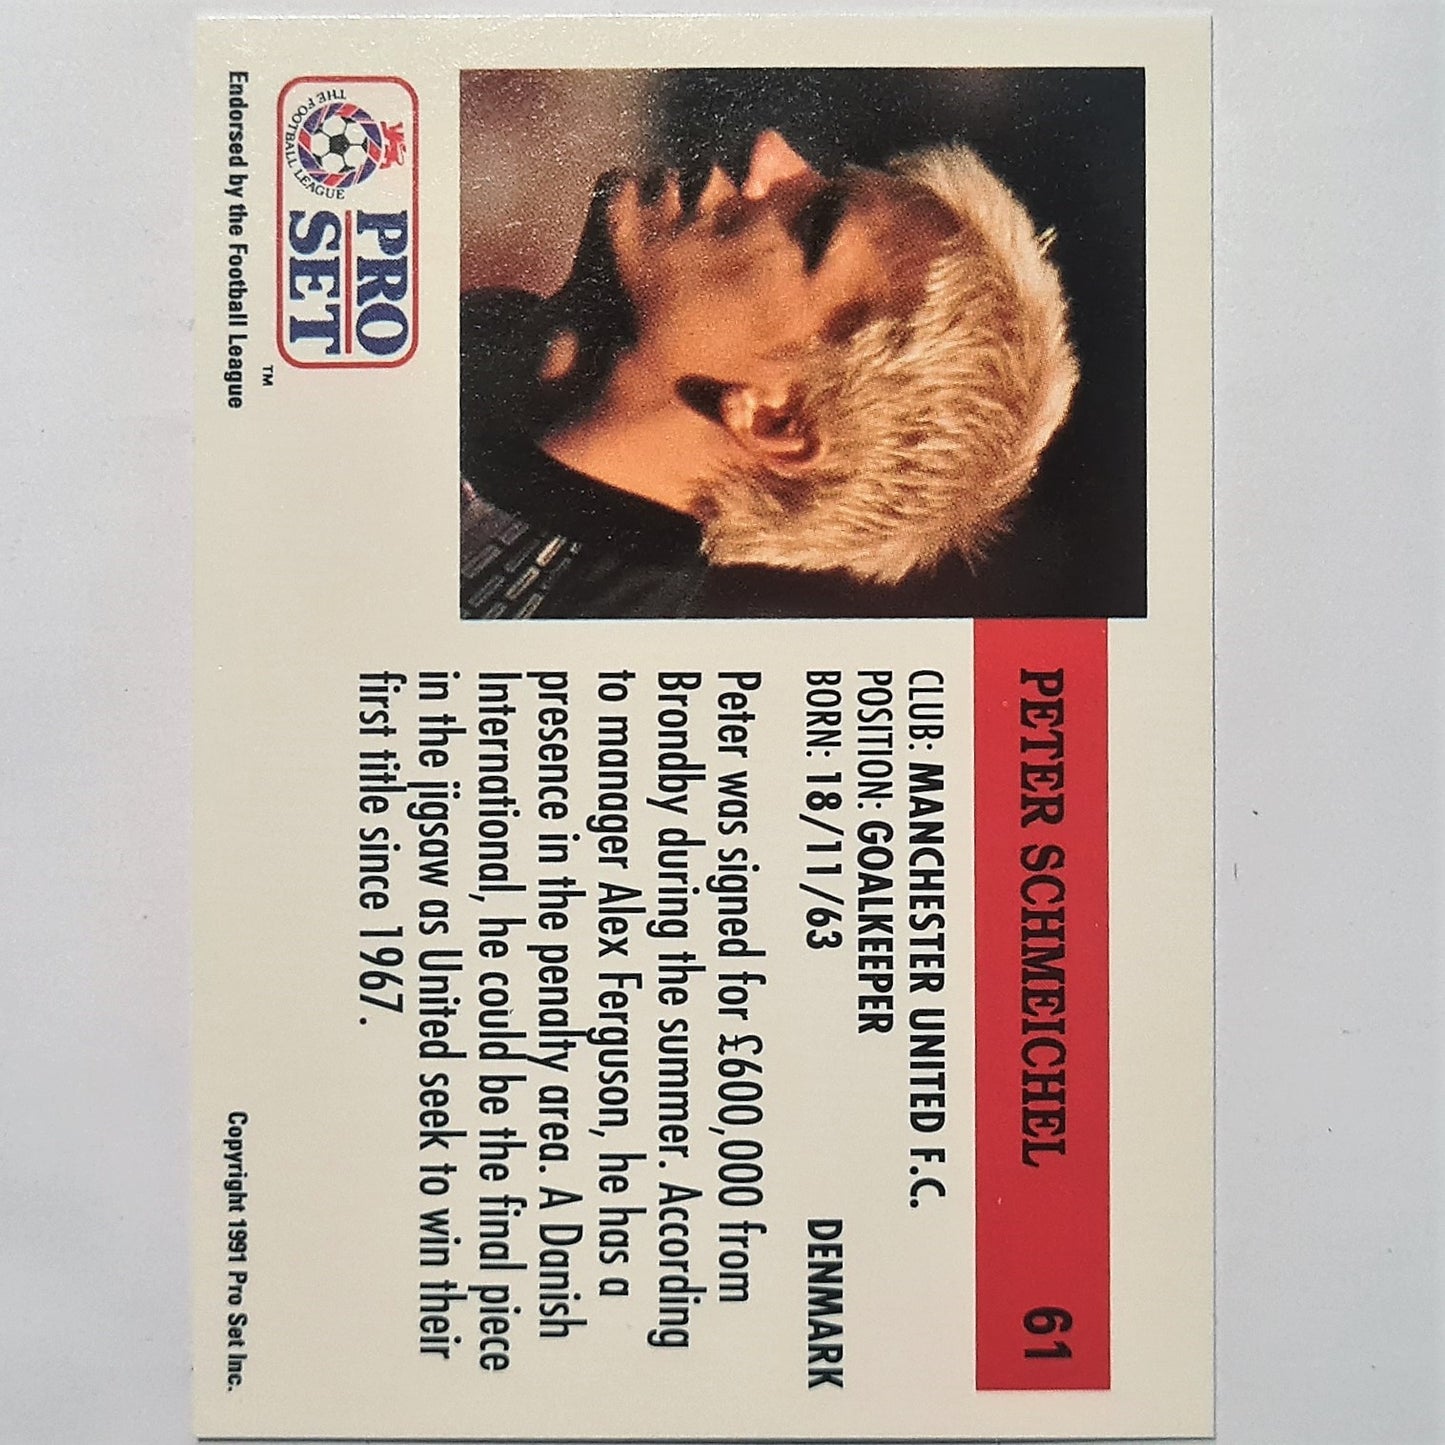 PETER SCHMEICHEL 61
CLUB: MANCHESTER UNITED F.C.
POSITION: GOALKEEPER
BORN: 18/11/63 DENMARK
Peter was signed for £600,000 from
Brondby during the summer. According
to manager Alex Ferguson, he has a
presence in the penalty area. A Danish
International, he could be the final piece
in the jigsaw as United seek to win their
first title since 1967.
THE FOOTBALL LEAGUE
PRO
SET
TM
Endorsed by the Football League
Copyright 1991 Pro Set Inc.